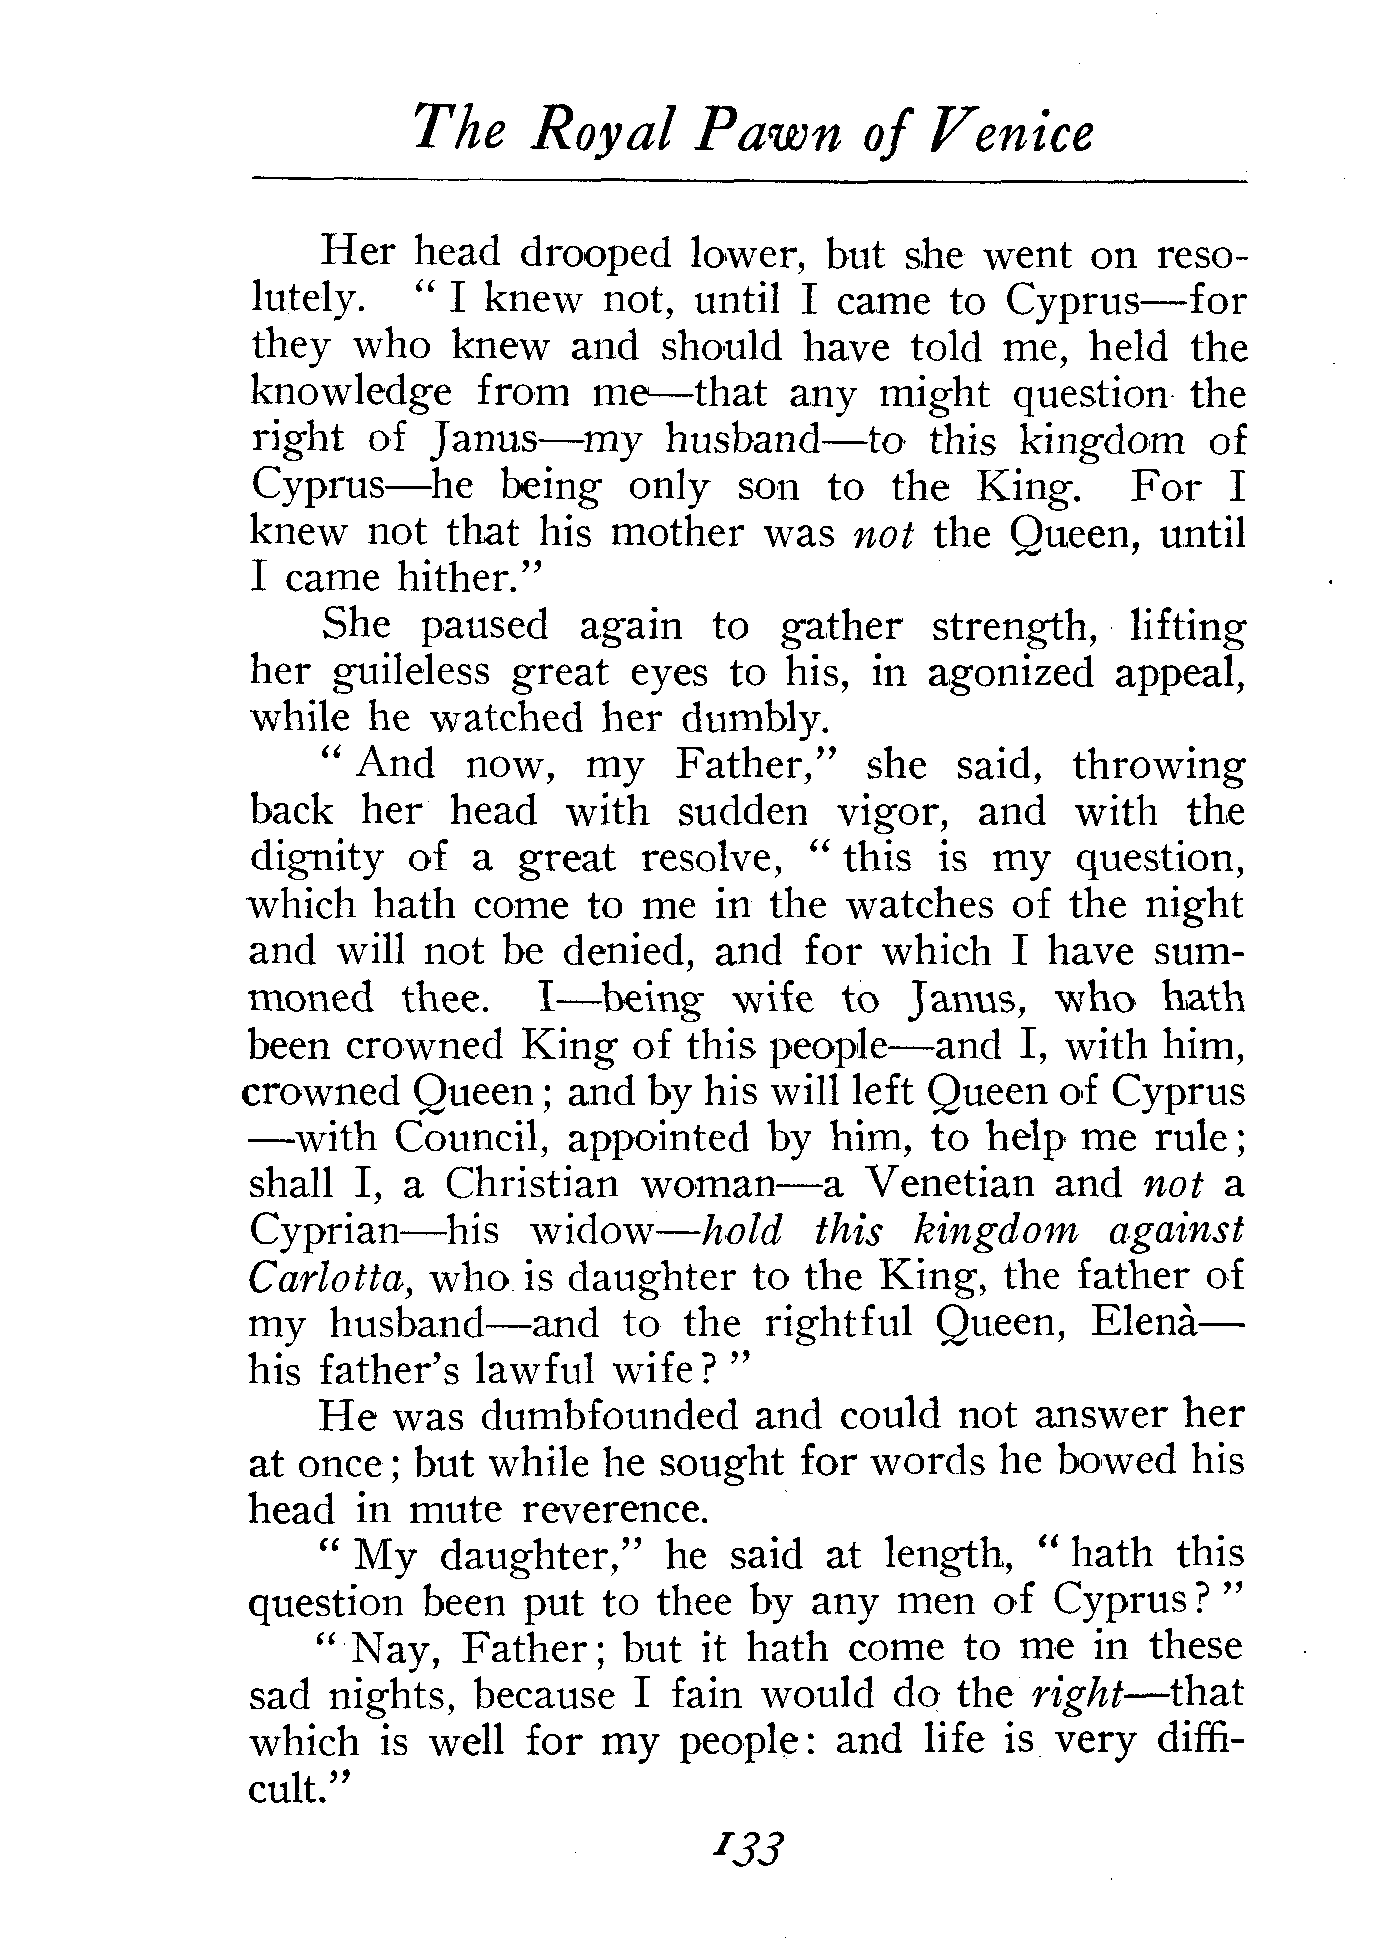 The Royal Pawn of Venice
Her head drooped lower, but she went on reso-
lutely. " I knew not, until I came to Cyprus—for
they who knew and should have told me, held the
knowledge from me—that any might question the
right of Janus—my husband—to this kingdom of
Cyprus—he being only son to the King. For I
knew not that his mother was not the Queen, until
I came hither."
She paused again to gather strength, lifting
her guileless great eyes to his, in agonized appeal,
while he watched her dumbly.
" And now, my Father," she said, throwing
back her head with sudden vigor, and with the
dignity of a great resolve, " this is my question,
which hath come to me in the watches of the night
and will not be denied, and for which I have sum-
moned thee. I—being wife to Janus, who hath
been crowned King of this people—and I, with him,
crowned Queen; and by his will left Queen of Cyprus
—with Council, appointed by him, to help me rule;
shall I, a Christian woman—a Venetian and not a
Cyprian—his widow—hold this kingdom against
Carlotta, who is daughter to the King, the father of
my husband—and to the rightful Queen, Elenà—
his father's lawful wife? "
He was dumbfounded and could not answer her
at once; but while he sought for words he bowed his
head in mute reverence.
" My daughter," he said at length, " hath this
question been put to thee by any men of Cyprus? "
" Nay, Father; but it hath come to me in these
sad nights, because I fain would do the right—that
which is well for my people: and life is very diffi-
cult."
133